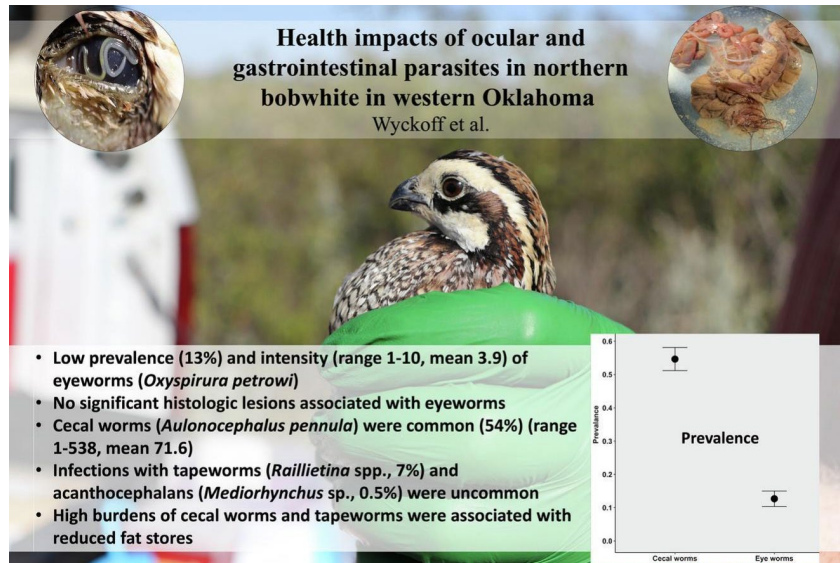 Health impacts of ocular and
gastrointestinal parasites in northern
bobwhite in western Oklahoma
Wyckoff et al.
• Low prevalence (13%) and intensity (range 1-10, mean 3.9) of
eyeworms (Oxyspirura petrowi)
• No significant histologic lesions associated with eyeworms
• Cecal worms (Aulonocephalus pennula) were common (54%) (range
1-538, mean 71.6)
• Infections with tapeworms (Raillietina spp., 7%) and
acanthocephalans (Mediorhynchus sp., 0.5%) were uncommon
• High burdens of cecal worms and tapeworms were associated with
reduced fat stores
Prevalance
0.6
0.5
0.4
0.3
0.2
0.1
0.0
Prevalence
Cecal worms
Eye worms